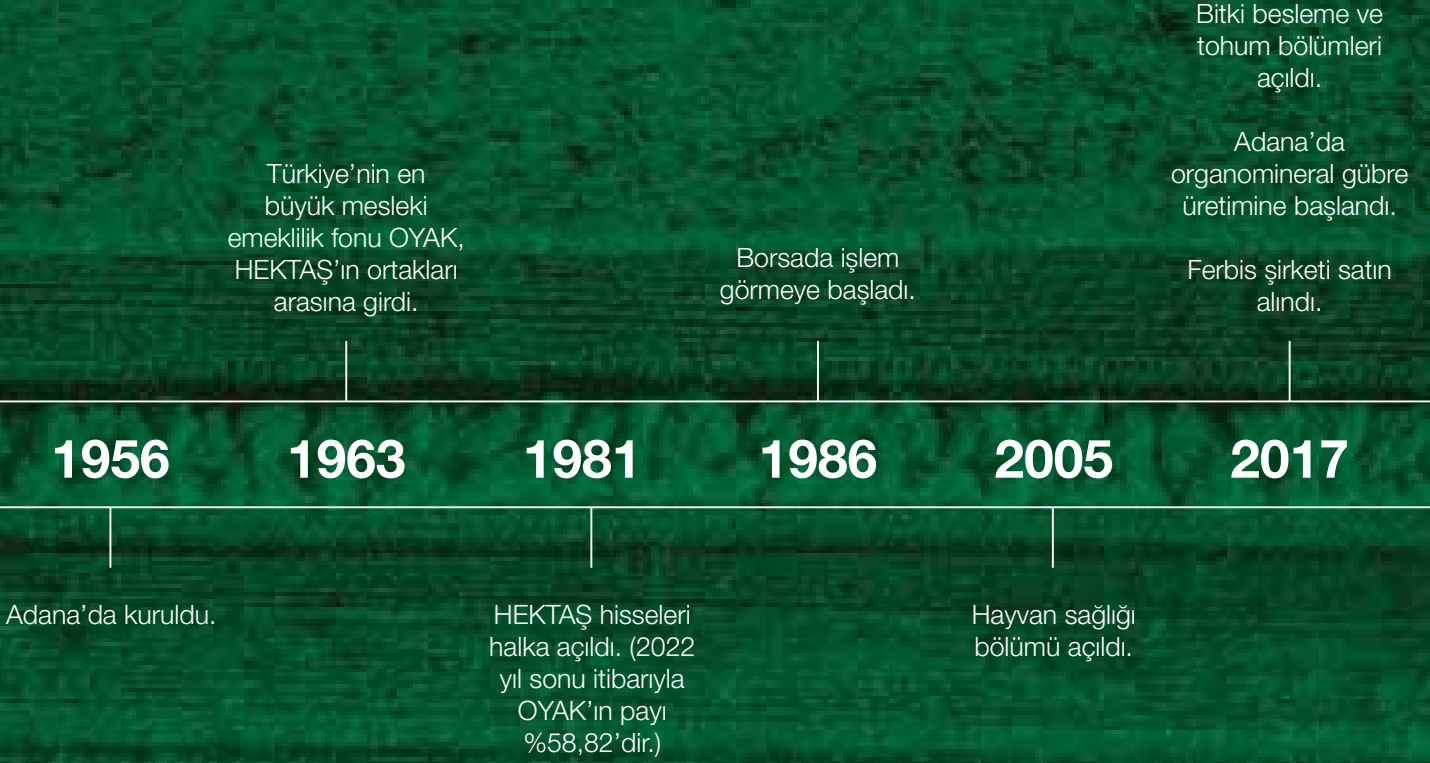 Bitki besleme ve
tohum bölümleri
açıldı.
Adana’da
organomineral gübre
üretimine başlandı.
Ferbis şirketi satın
alındı.
Türkiye’nin en
büyük mesleki
emeklilik fonu OYAK,
HEKTAŞ’ın ortakları
arasına girdi.
Borsada işlem
görmeye başladı.
1956 1963 1981 1986 2005 2017
Adana’da kuruldu.
HEKTAŞ hisseleri
halka açıldı. (2022
yıl sonu itibarıyla
OYAK’ın payı
%58,82’dir.)
Hayvan sağlığı
bölümü açıldı.